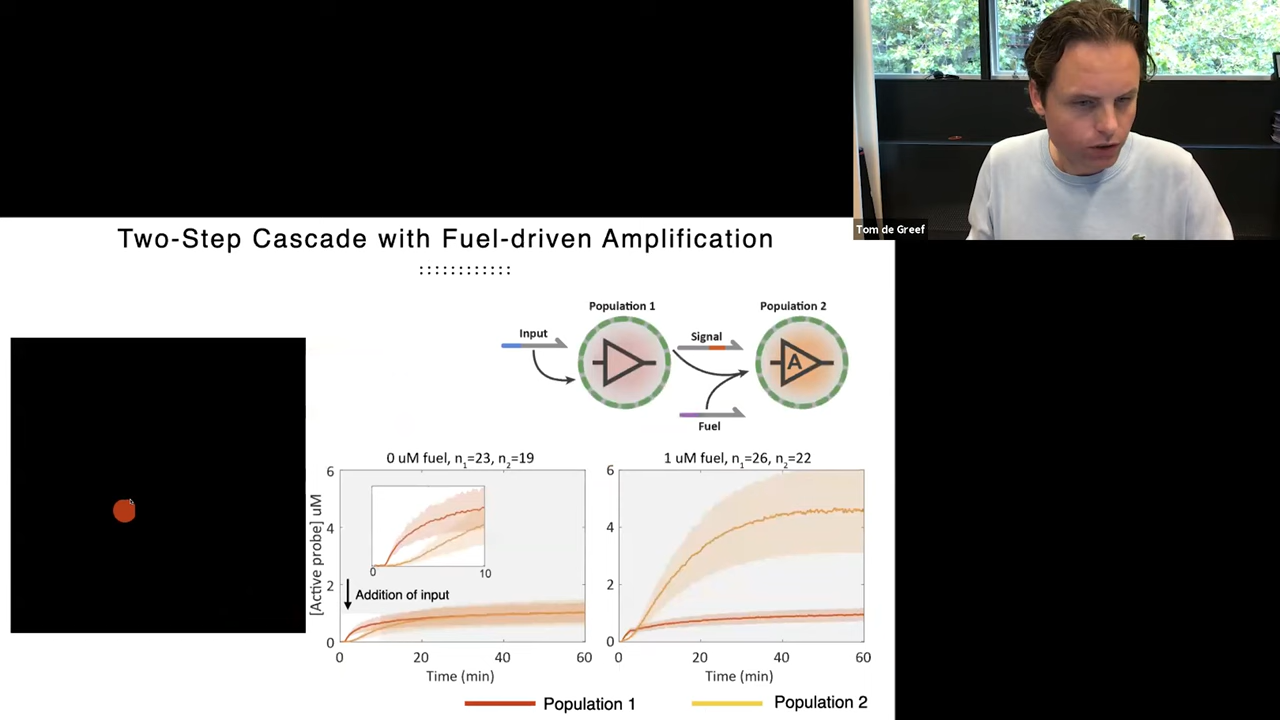 Tom de Greef
Two-Step Cascade with Fuel-driven Amplification
Population 1
Population 2
Input
Signal
A
Fuel
0 uM fuel, n1=23, n2=19
1 uM fuel, n1=26, n2=22
[Active probe] uM
6
4
2
0
0
10
Addition of input
0
20
40
60
Time (min)
6
4
2
0
0
20
40
60
Time (min)
Population 1
Population 2